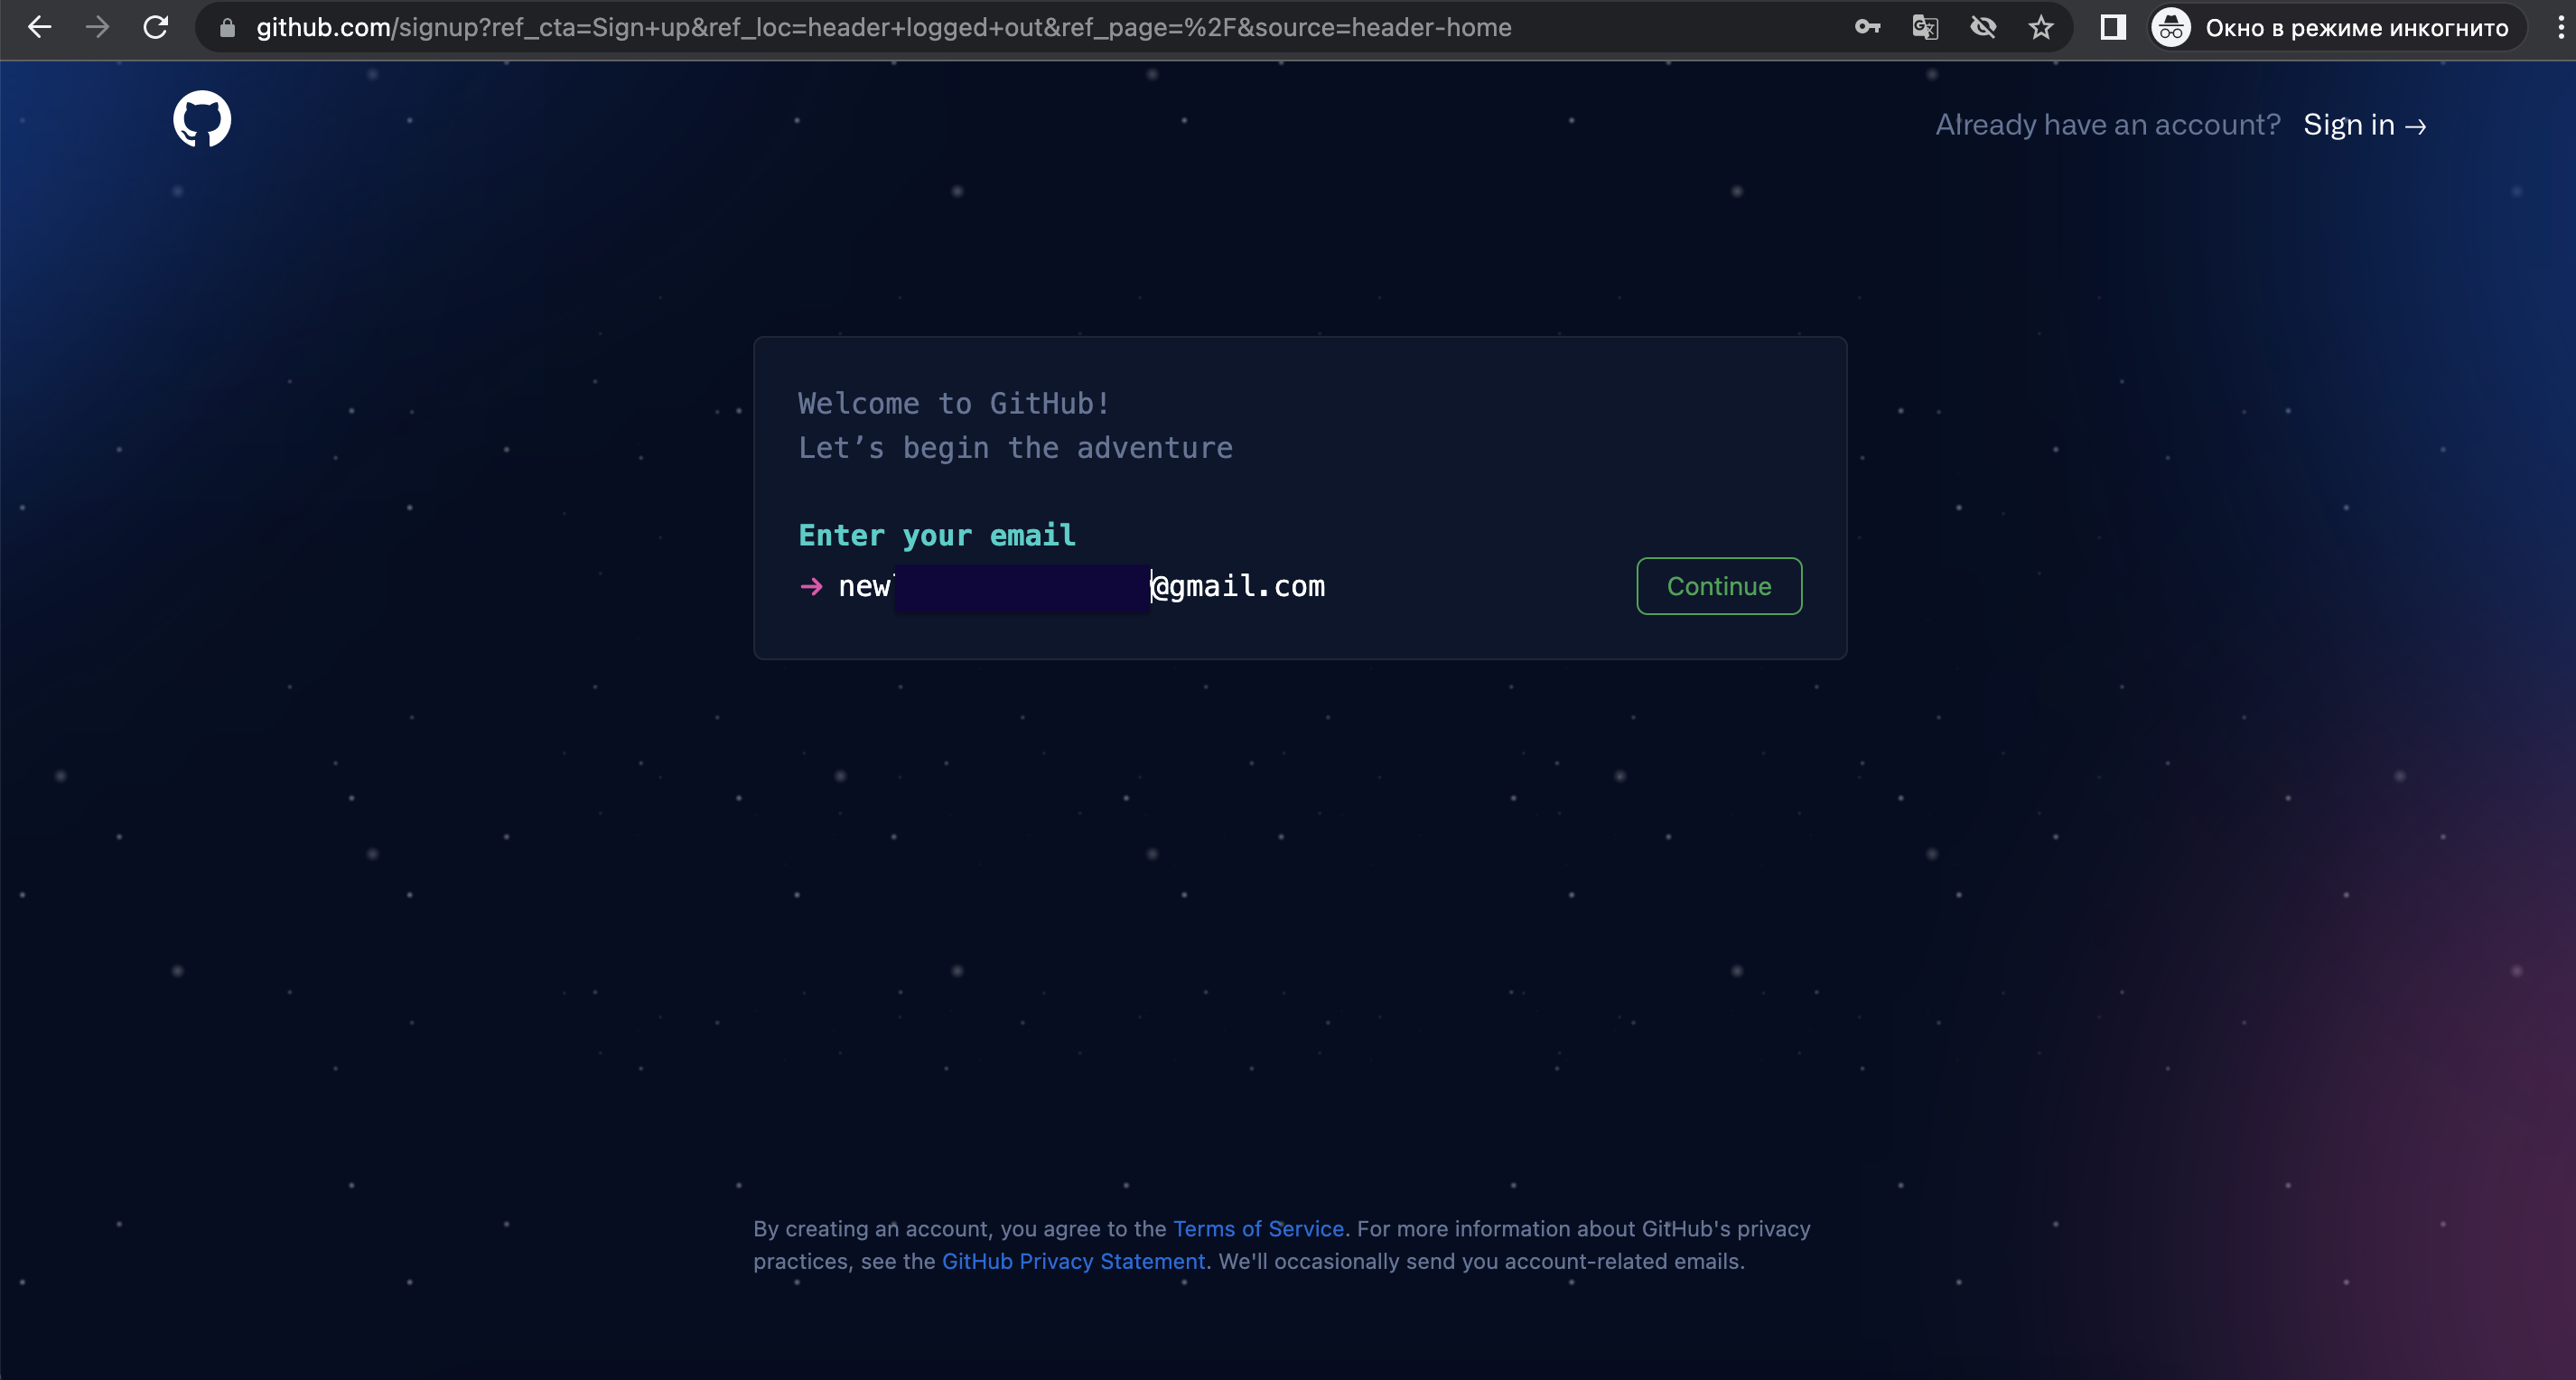 github.com/signup?ref_cta=Sign+up&ref_loc=header+logged+out&ref_page=%2F&source=header-home
Окно в режиме инкогнито
Already have an account? Sign in →
Welcome to GitHub!
Let’s begin the adventure
Enter your email
→ new @gmail.com
Continue
By creating an account, you agree to the Terms of Service. For more information about GitHub's privacy
practices, see the GitHub Privacy Statement. We'll occasionally send you account-related emails.